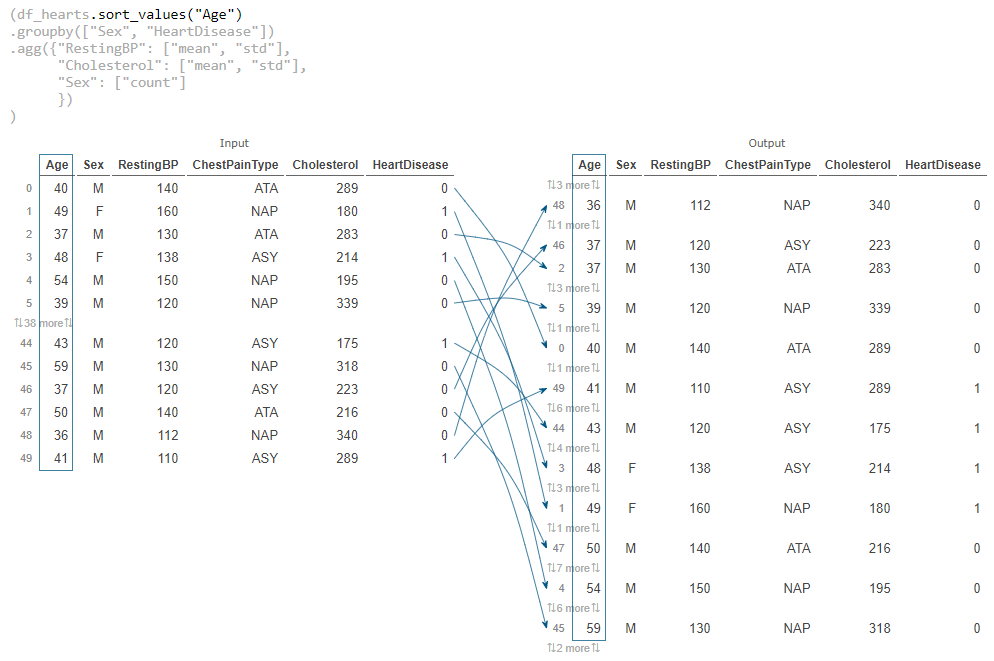 (df_hearts.sort_values("Age")
.groupby(["Sex", "HeartDisease"])
.agg({"RestingBP": ["mean", "std"],
      "Cholesterol": ["mean", "std"],
      "Sex": ["count"]
      })
)
Input
Age Sex RestingBP ChestPainType Cholesterol HeartDisease
0 40 M 140 ATA 289 0
1 49 F 160 NAP 180 1
2 37 M 130 ATA 283 0
3 48 F 138 ASY 214 1
4 54 M 150 NAP 195 0
5 39 M 120 NAP 339 0
⇅38 more⇅
44 43 M 120 ASY 175 1
45 59 M 130 NAP 318 0
46 37 M 120 ASY 223 0
47 50 M 140 ATA 216 0
48 36 M 112 NAP 340 0
49 41 M 110 ASY 289 1
Output
Age Sex RestingBP ChestPainType Cholesterol HeartDisease
⇅3 more⇅
48 36 M 112 NAP 340 0
⇅1 more⇅
46 37 M 120 ASY 223 0
2 37 M 130 ATA 283 0
⇅3 more⇅
5 39 M 120 NAP 339 0
⇅1 more⇅
0 40 M 140 ATA 289 0
⇅1 more⇅
49 41 M 110 ASY 289 1
⇅6 more⇅
44 43 M 120 ASY 175 1
⇅4 more⇅
3 48 F 138 ASY 214 1
⇅3 more⇅
1 49 F 160 NAP 180 1
⇅1 more⇅
47 50 M 140 ATA 216 0
⇅7 more⇅
4 54 M 150 NAP 195 0
⇅6 more⇅
45 59 M 130 NAP 318 0
⇅2 more⇅